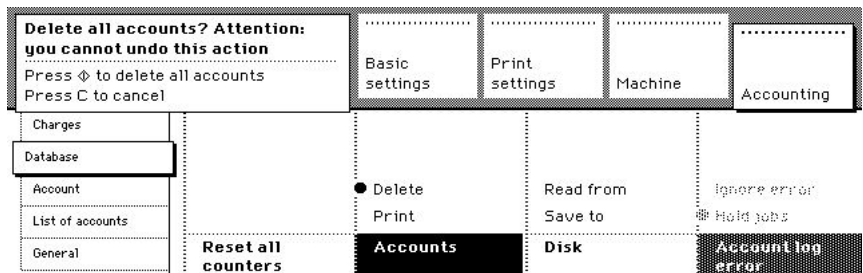 Delete all accounts? Attention:
you cannot undo this action
Press ⎆ to delete all accounts
Press C to cancel
Basic
settings
Print
settings
Machine
Accounting
Charges
Database
Account
List of accounts
General
Reset all
counters
Delete
Print
Accounts
Read from
Save to
Disk
Ignore error
Hold jobs
Account log
error